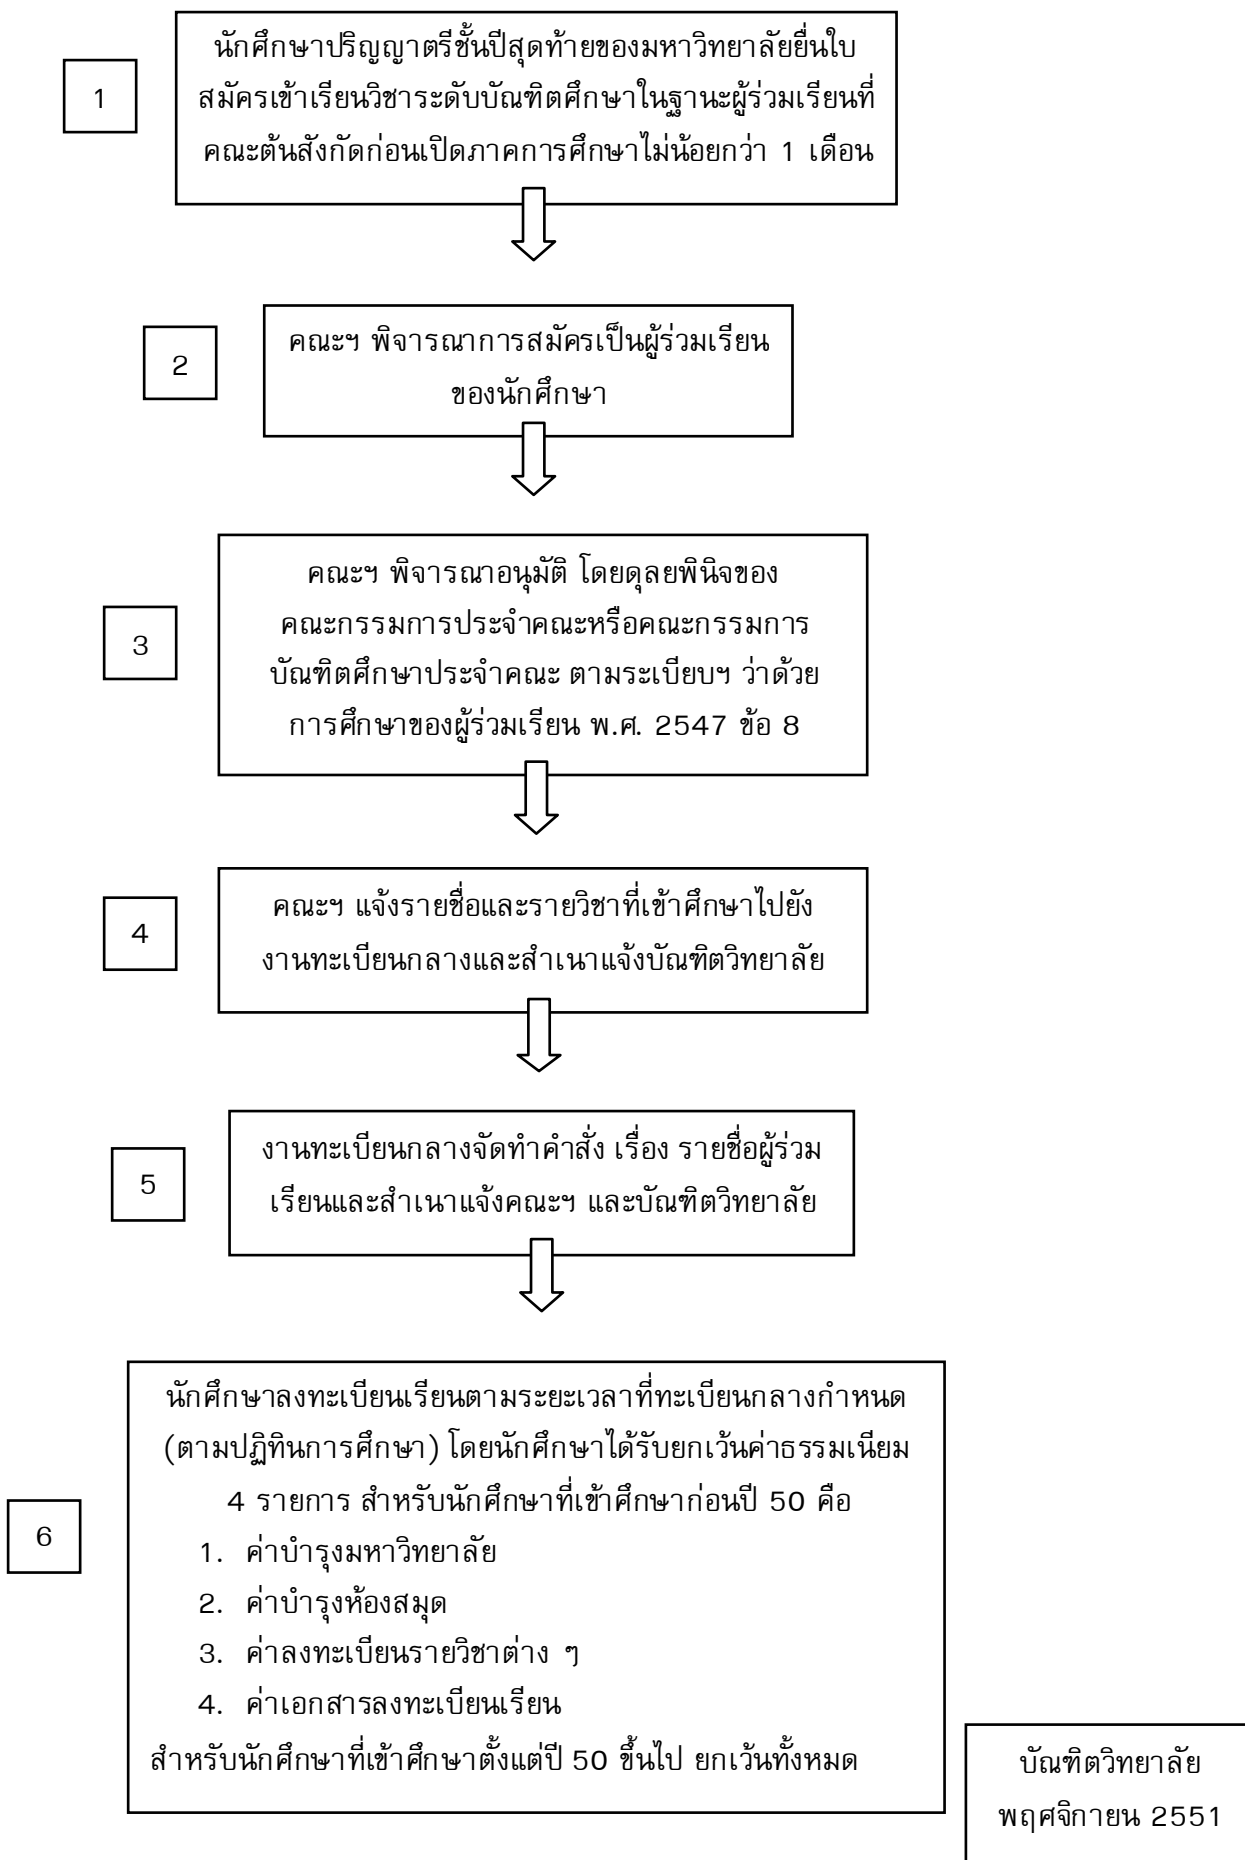 1
นักศึกษาปริญญาตรีชั้นปีสุดท้ายของมหาวิทยาลัยยื่นใบ
สมัครเข้าเรียนวิชาระดับบัณฑิตศึกษาในฐานะผู้ร่วมเรียนที่
คณะต้นสังกัดก่อนเปิดภาคการศึกษาไม่น้อยกว่า 1 เดือน
2
คณะฯ พิจารณาการสมัครเป็นผู้ร่วมเรียน
ของนักศึกษา
3
คณะฯ พิจารณาอนุมัติ โดยดุลยพินิจของ
คณะกรรมการประจำคณะหรือคณะกรรมการ
บัณฑิตศึกษาประจำคณะ ตามระเบียบฯ ว่าด้วย
การศึกษาของผู้ร่วมเรียน พ.ศ. 2547 ข้อ 8
4
คณะฯ แจ้งรายชื่อและรายวิชาที่เข้าศึกษาไปยัง
งานทะเบียนกลางและสำเนาแจ้งบัณฑิตวิทยาลัย
5
งานทะเบียนกลางจัดทำคำสั่ง เรื่อง รายชื่อผู้ร่วม
เรียนและสำเนาแจ้งคณะฯ และบัณฑิตวิทยาลัย
6
นักศึกษาลงทะเบียนเรียนตามระยะเวลาที่ทะเบียนกลางกำหนด
(ตามปฏิทินการศึกษา) โดยนักศึกษาได้รับยกเว้นค่าธรรมเนียม
4 รายการ สำหรับนักศึกษาที่เข้าศึกษาก่อนปี 50 คือ
1. ค่าบำรุงมหาวิทยาลัย
2. ค่าบำรุงห้องสมุด
3. ค่าลงทะเบียนรายวิชาต่าง ๆ
4. ค่าเอกสารลงทะเบียนเรียน
สำหรับนักศึกษาที่เข้าศึกษาตั้งแต่ปี 50 ขึ้นไป ยกเว้นทั้งหมด
บัณฑิตวิทยาลัย
พฤศจิกายน 2551